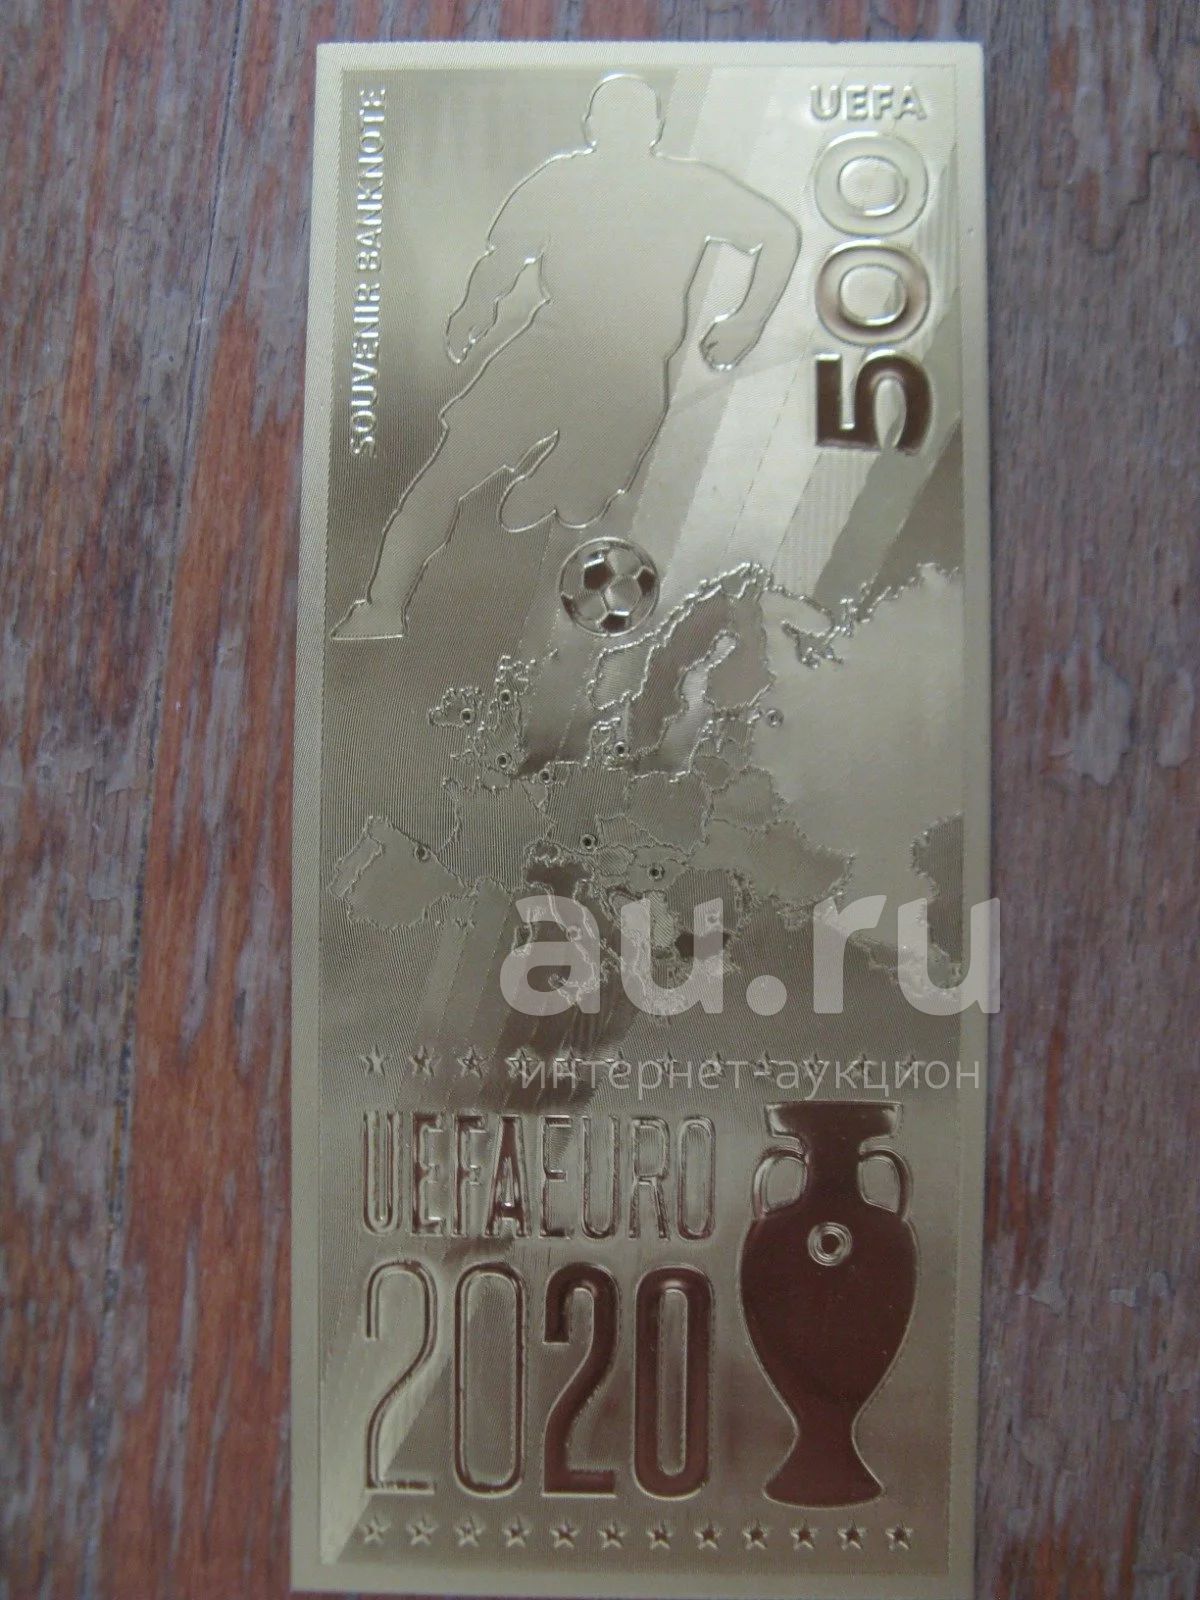 UEFA
500
SOUVENIR BANKNOTE
au.ru
интернет-аукцион
UEFAEURO
2020